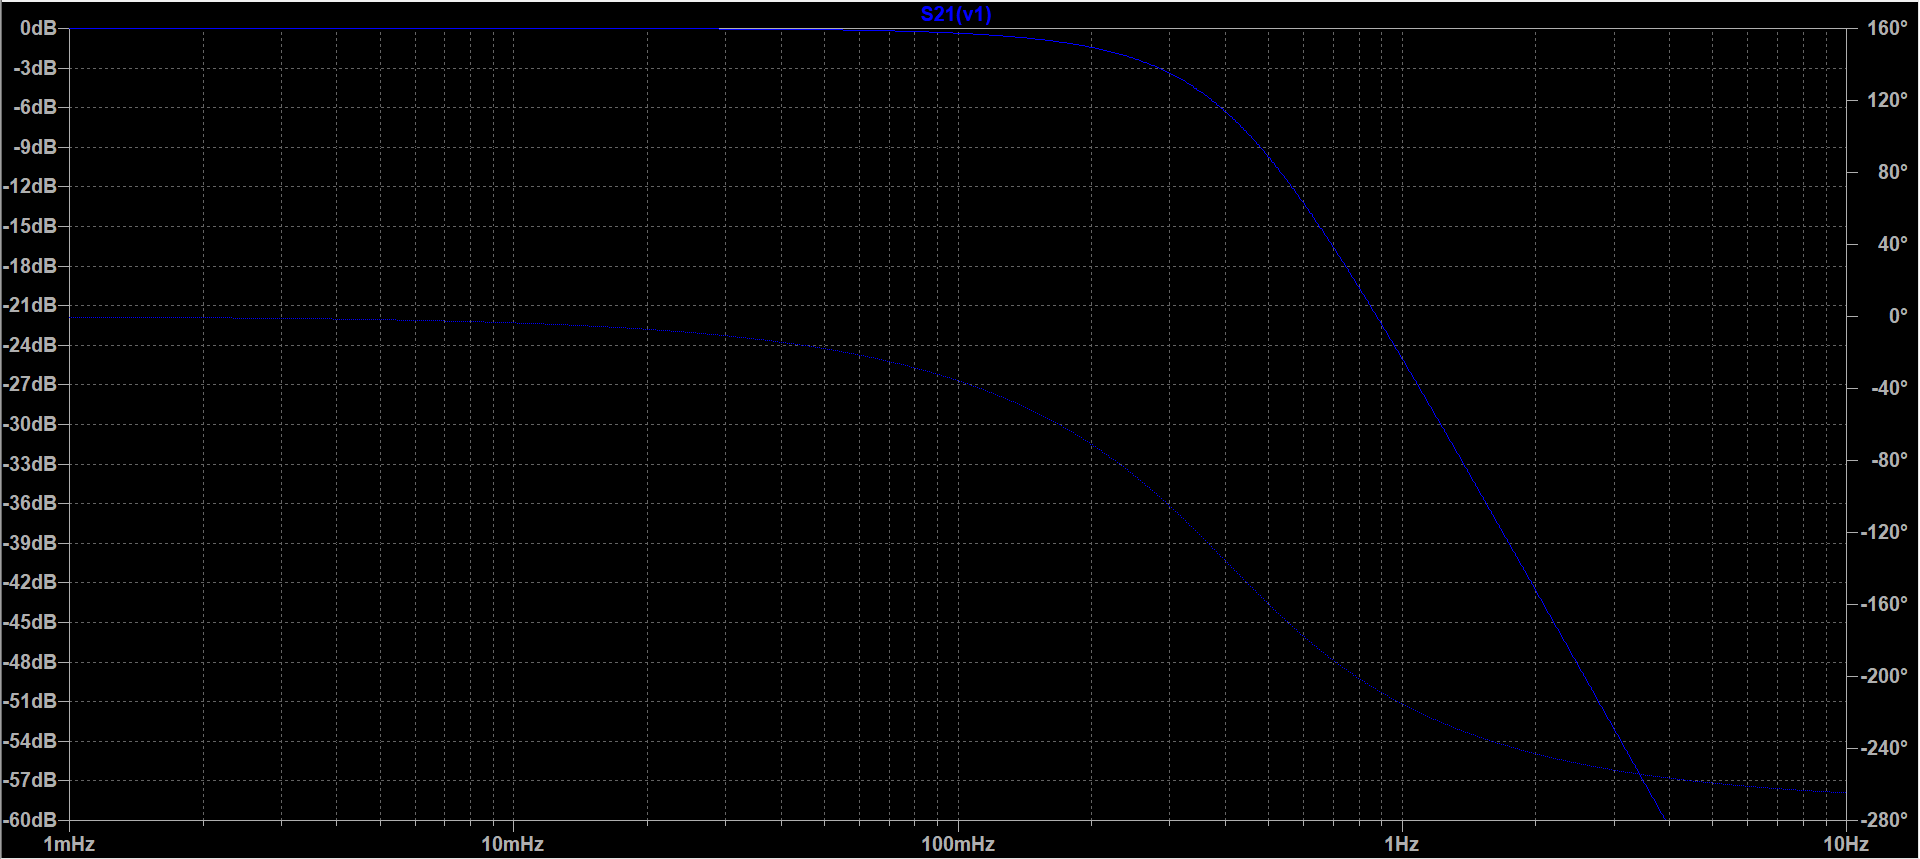 S21(v1)
0dB
-3dB
-6dB
-9dB
-12dB
-15dB
-18dB
-21dB
-24dB
-27dB
-30dB
-33dB
-36dB
-39dB
-42dB
-45dB
-48dB
-51dB
-54dB
-57dB
-60dB
160°
120°
80°
40°
0°
-40°
-80°
-120°
-160°
-200°
-240°
-280°
1mHz 10mHz 100mHz 1Hz 10Hz